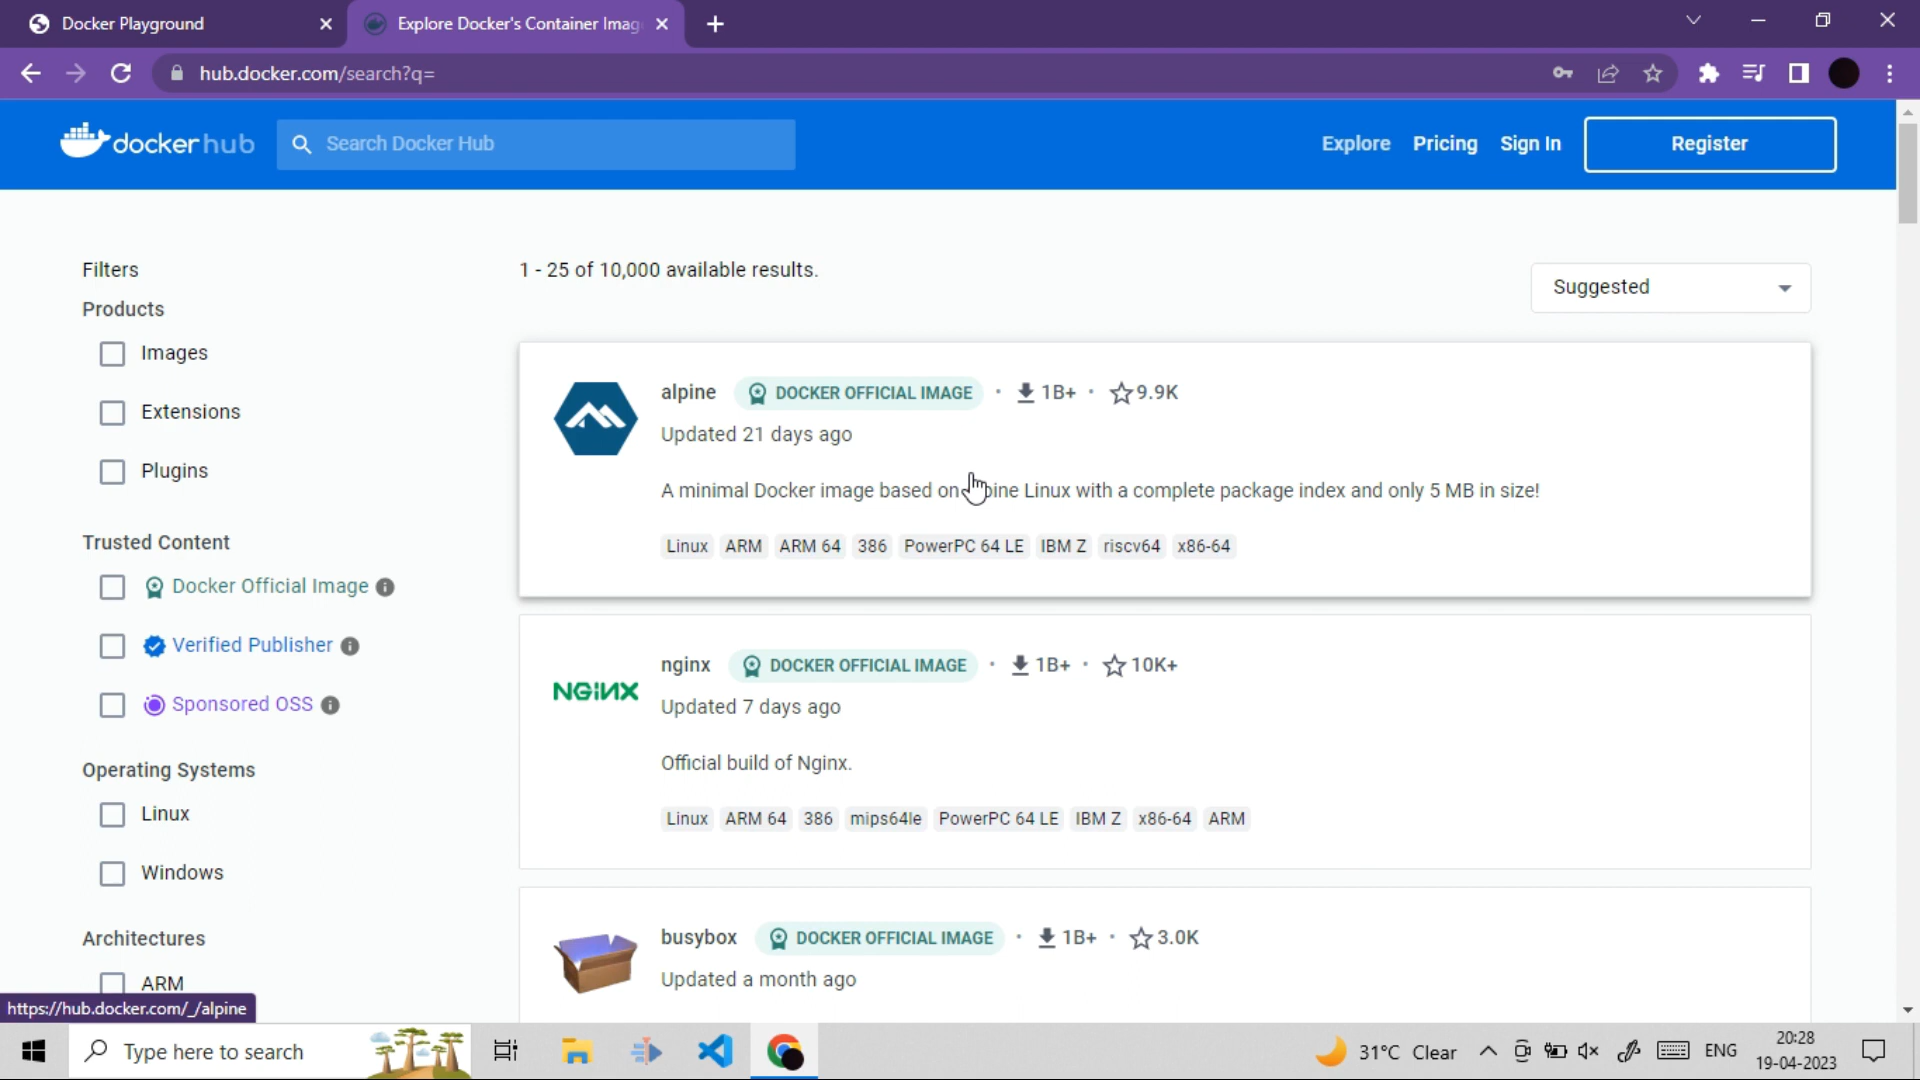 Docker Playground
Explore Docker's Container Imag
hub.docker.com/search?q=
dockerhub
Search Docker Hub
Explore
Pricing
Sign In
Register
Filters
Products
Images
Extensions
Plugins
Trusted Content
Docker Official Image
Verified Publisher
Sponsored OSS
Operating Systems
Linux
Windows
Architectures
ARM
1 - 25 of 10,000 available results.
Suggested
alpine DOCKER OFFICIAL IMAGE • 1B+ • 9.9K
Updated 21 days ago
A minimal Docker image based on pine Linux with a complete package index and only 5 MB in size!
Linux ARM ARM 64 386 PowerPC 64 LE IBM Z riscv64 x86-64
NGINX
nginx DOCKER OFFICIAL IMAGE • 1B+ • 10K+
Updated 7 days ago
Official build of Nginx.
Linux ARM 64 386 mips64le PowerPC 64 LE IBM Z x86-64 ARM
busybox DOCKER OFFICIAL IMAGE • 1B+ • 3.0K
Updated a month ago
https://hub.docker.com/_/alpine
Type here to search
31°C Clear
ENG
20:28
19-04-2023